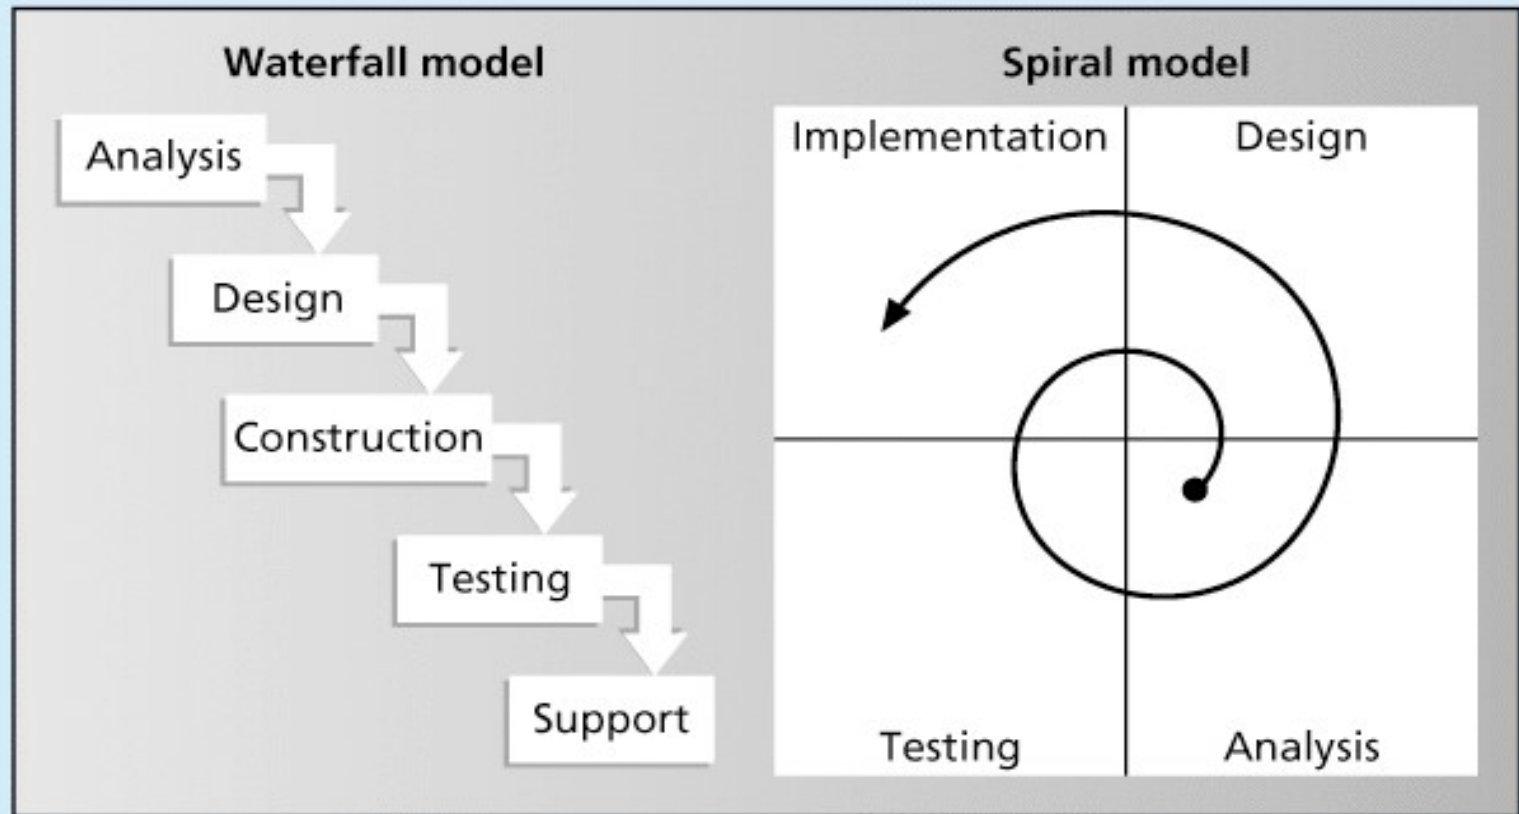 Waterfall model
Analysis
Design
Construction
Testing
Support
Spiral model
Implementation
Design
Testing
Analysis